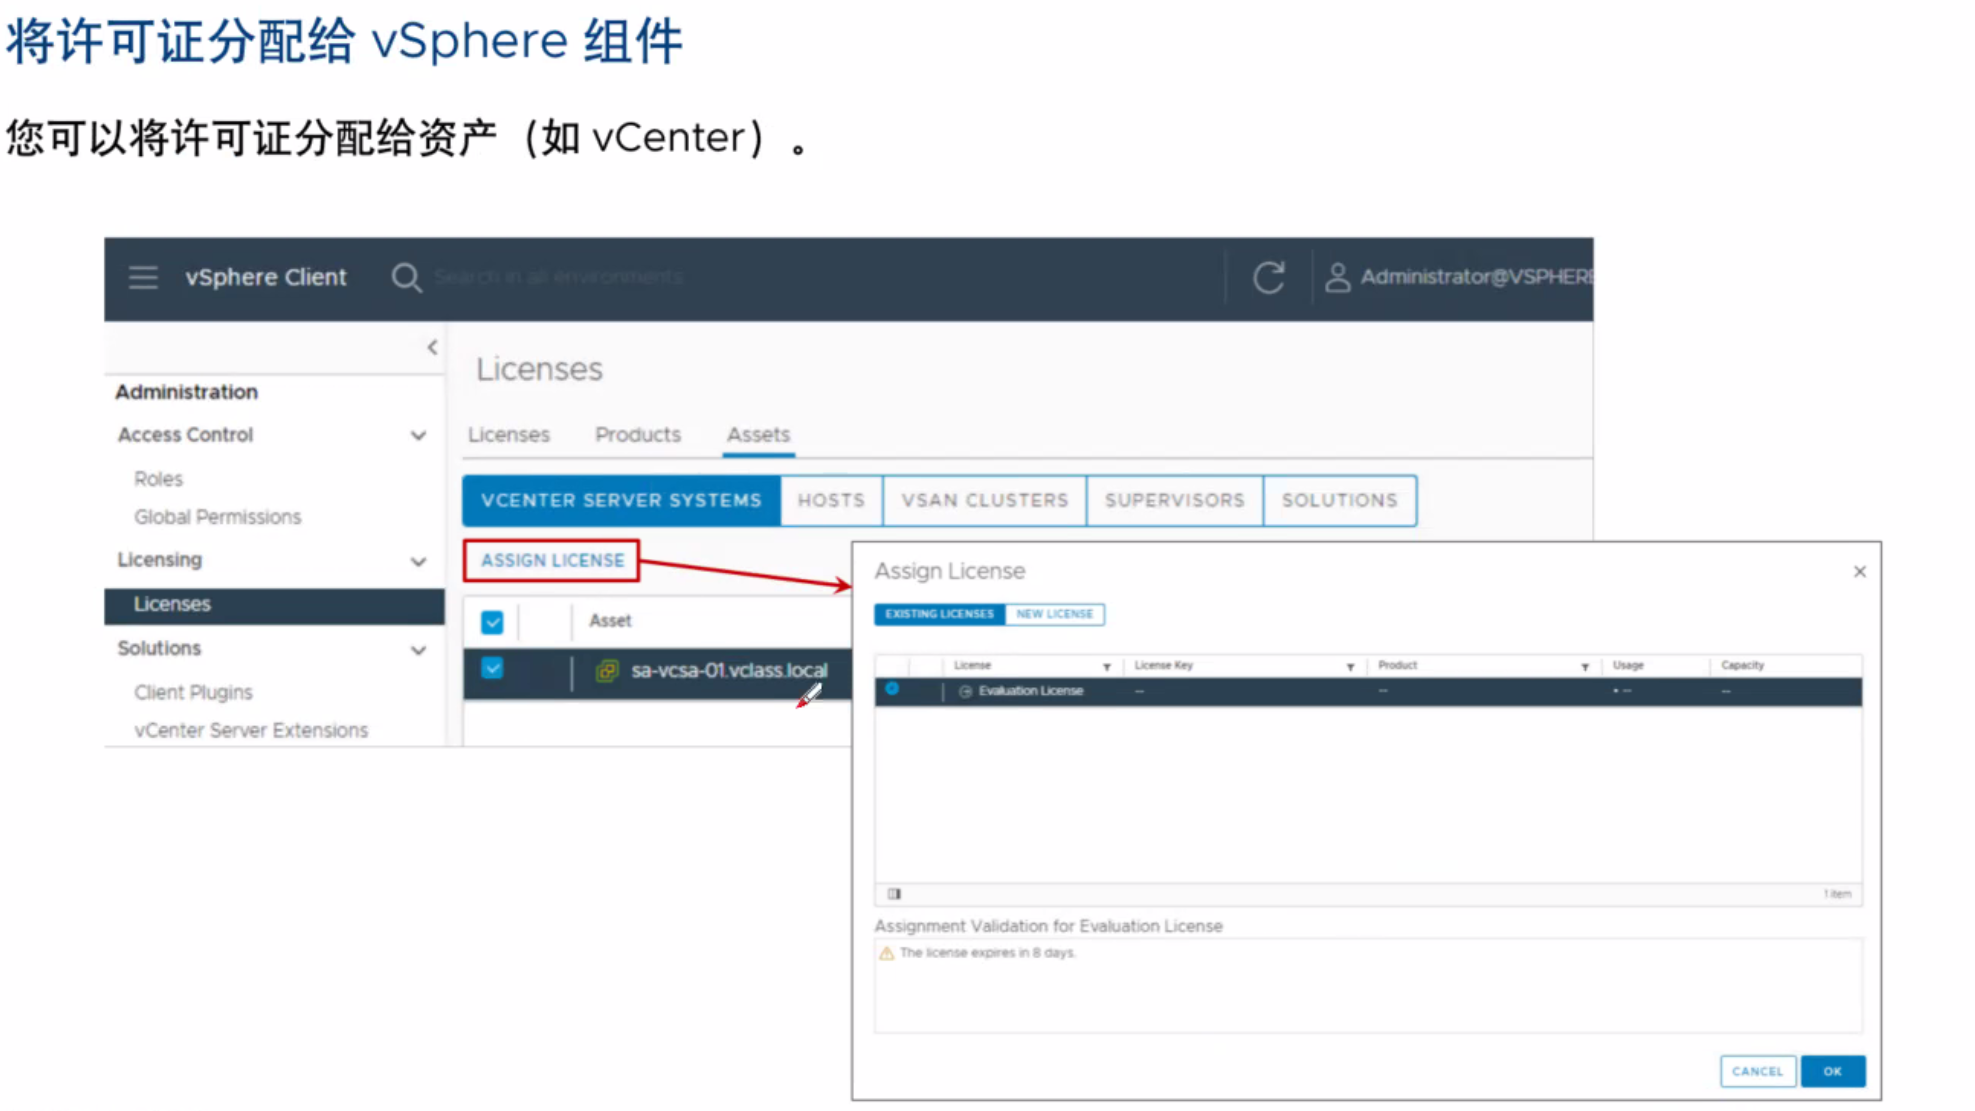 将许可证分配给 vSphere 组件
您可以将许可证分配给资产（如 vCenter）。
vSphere Client
Search in all environments
Administrator@VSPHERE
Administration
Access Control
Roles
Global Permissions
Licensing
Licenses
Solutions
Client Plugins
vCenter Server Extensions
Licenses
Licenses Products Assets
VCENTER SERVER SYSTEMS HOSTS VSAN CLUSTERS SUPERVISORS SOLUTIONS
ASSIGN LICENSE
Asset
sa-vcsa-01.vclass.local
Assign License
EXISTING LICENSES NEW LICENSE
License License Key Product Usage Capacity
Evaluation License -- -- -- --
1 item
Assignment Validation for Evaluation License
The license expires in 8 days.
CANCEL OK